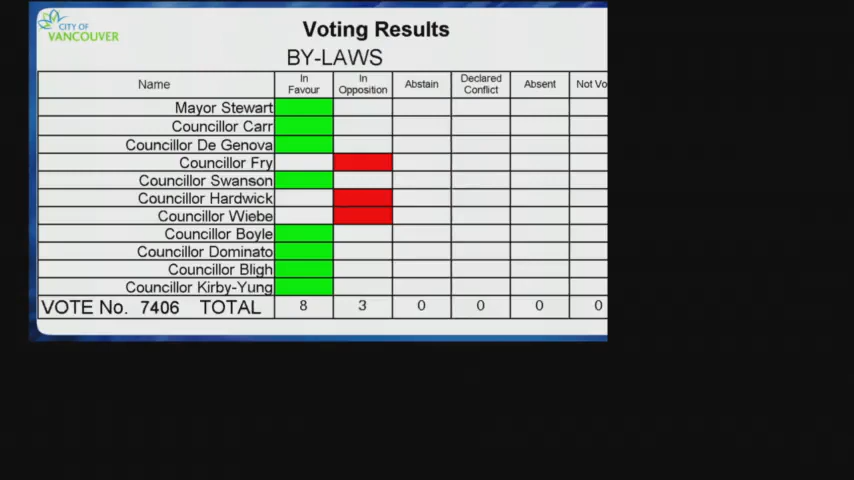 CITY OF
VANCOUVER
Voting Results
BY-LAWS
Name In Favour In Opposition Abstain Declared Conflict Absent Not Vo
Mayor Stewart
Councillor Carr
Councillor De Genova
Councillor Fry
Councillor Swanson
Councillor Hardwick
Councillor Wiebe
Councillor Boyle
Councillor Dominato
Councillor Bligh
Councillor Kirby-Yung
VOTE No. 7406 TOTAL 8 3 0 0 0 0